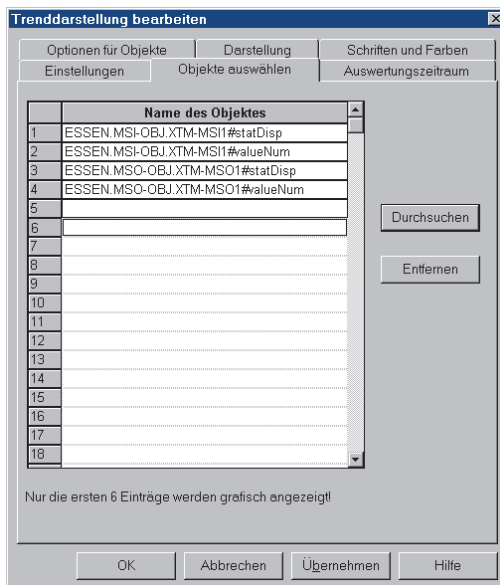 Trenddarstellung bearbeiten
Optionen für Objekte
Darstellung
Schriften und Farben
Einstellungen
Objekte auswählen
Auswertungszeitraum
Name des Objektes
1 ESSEN.MSI-OBJ.XTM-MSI1#statDisp
2 ESSEN.MSI-OBJ.XTM-MSI1#valueNum
3 ESSEN.MSO-OBJ.XTM-MSO1#statDisp
4 ESSEN.MSO-OBJ.XTM-MSO1#valueNum
5
6
7
8
9
10
11
12
13
14
15
16
17
18
Durchsuchen
Entfernen
Nur die ersten 6 Einträge werden grafisch angezeigt!
OK
Abbrechen
Übernehmen
Hilfe